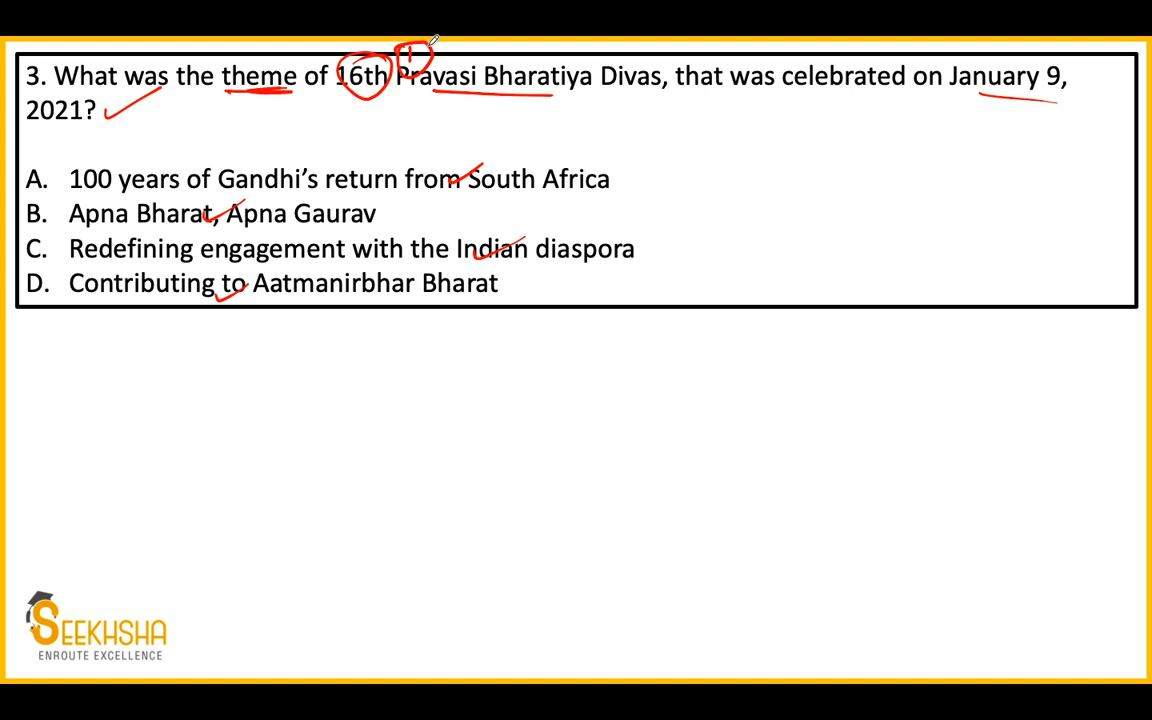 3. What was the theme of 16th Pravasi Bharatiya Divas, that was celebrated on January 9,
2021?
A. 100 years of Gandhi’s return from South Africa
B. Apna Bharat, Apna Gaurav
C. Redefining engagement with the Indian diaspora
D. Contributing to Aatmanirbhar Bharat
SEEKHSHA
ENROUTE EXCELLENCE